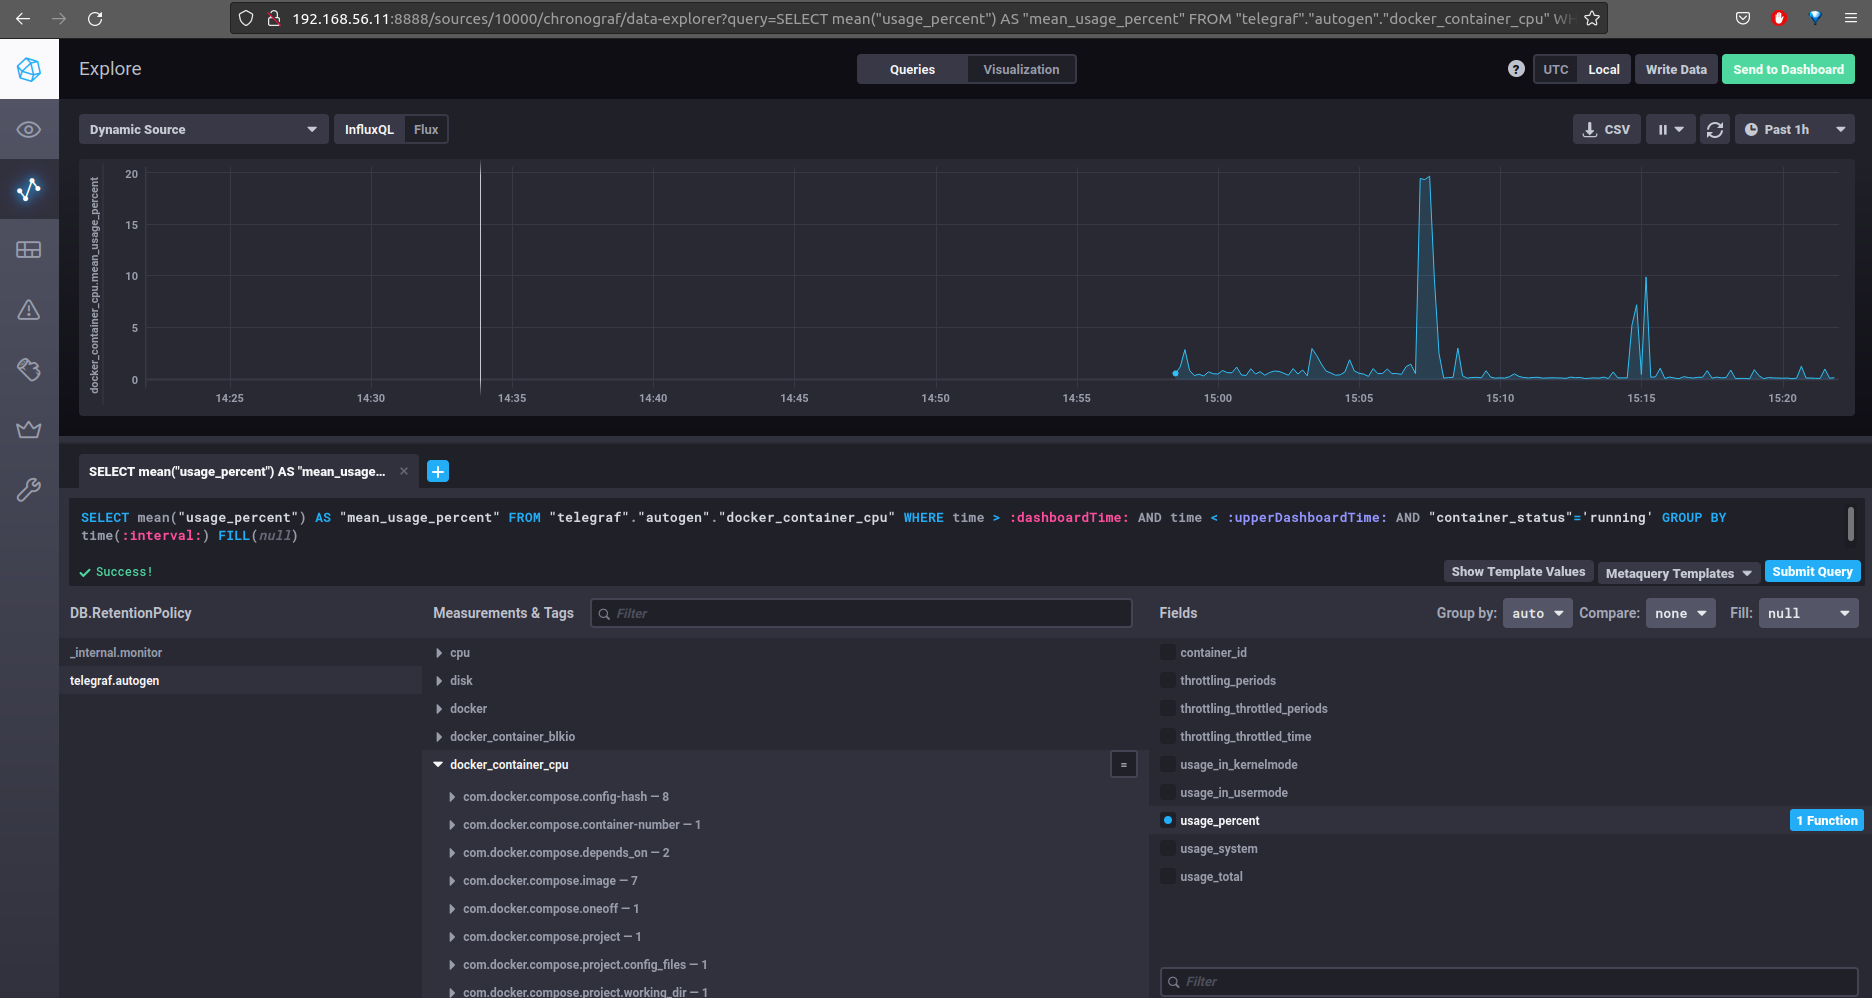 192.168.56.11:8888/sources/10000/chronograf/data-explorer?query=SELECT mean("usage_percent") AS "mean_usage_percent" FROM "telegraf"."autogen"."docker_container_cpu" WH
Explore
Queries
Visualization
?
UTC
Local
Write Data
Send to Dashboard
Dynamic Source
InfluxQL
Flux
CSV
Past 1h
docker_container_cpu.mean_usage_percent
20
15
10
5
0
14:25
14:30
14:35
14:40
14:45
14:50
14:55
15:00
15:05
15:10
15:15
15:20
SELECT mean("usage_percent") AS "mean_usage...
SELECT mean("usage_percent") AS "mean_usage_percent" FROM "telegraf"."autogen"."docker_container_cpu" WHERE time > :dashboardTime: AND time < :upperDashboardTime: AND "container_status"='running' GROUP BY
time(:interval:) FILL(null)
Success!
Show Template Values
Metaquery Templates
Submit Query
DB.RetentionPolicy
Measurements & Tags
Filter
Fields
Group by:
auto
Compare:
none
Fill:
null
_internal.monitor
telegraf.autogen
cpu
disk
docker
docker_container_blkio
docker_container_cpu
=
com.docker.compose.config-hash — 8
com.docker.compose.container-number — 1
com.docker.compose.depends_on — 2
com.docker.compose.image — 7
com.docker.compose.oneoff — 1
com.docker.compose.project — 1
com.docker.compose.project.config_files — 1
com.docker.compose.project.working_dir — 1
container_id
throttling_periods
throttling_throttled_periods
throttling_throttled_time
usage_in_kernelmode
usage_in_usermode
usage_percent
1 Function
usage_system
usage_total
Filter